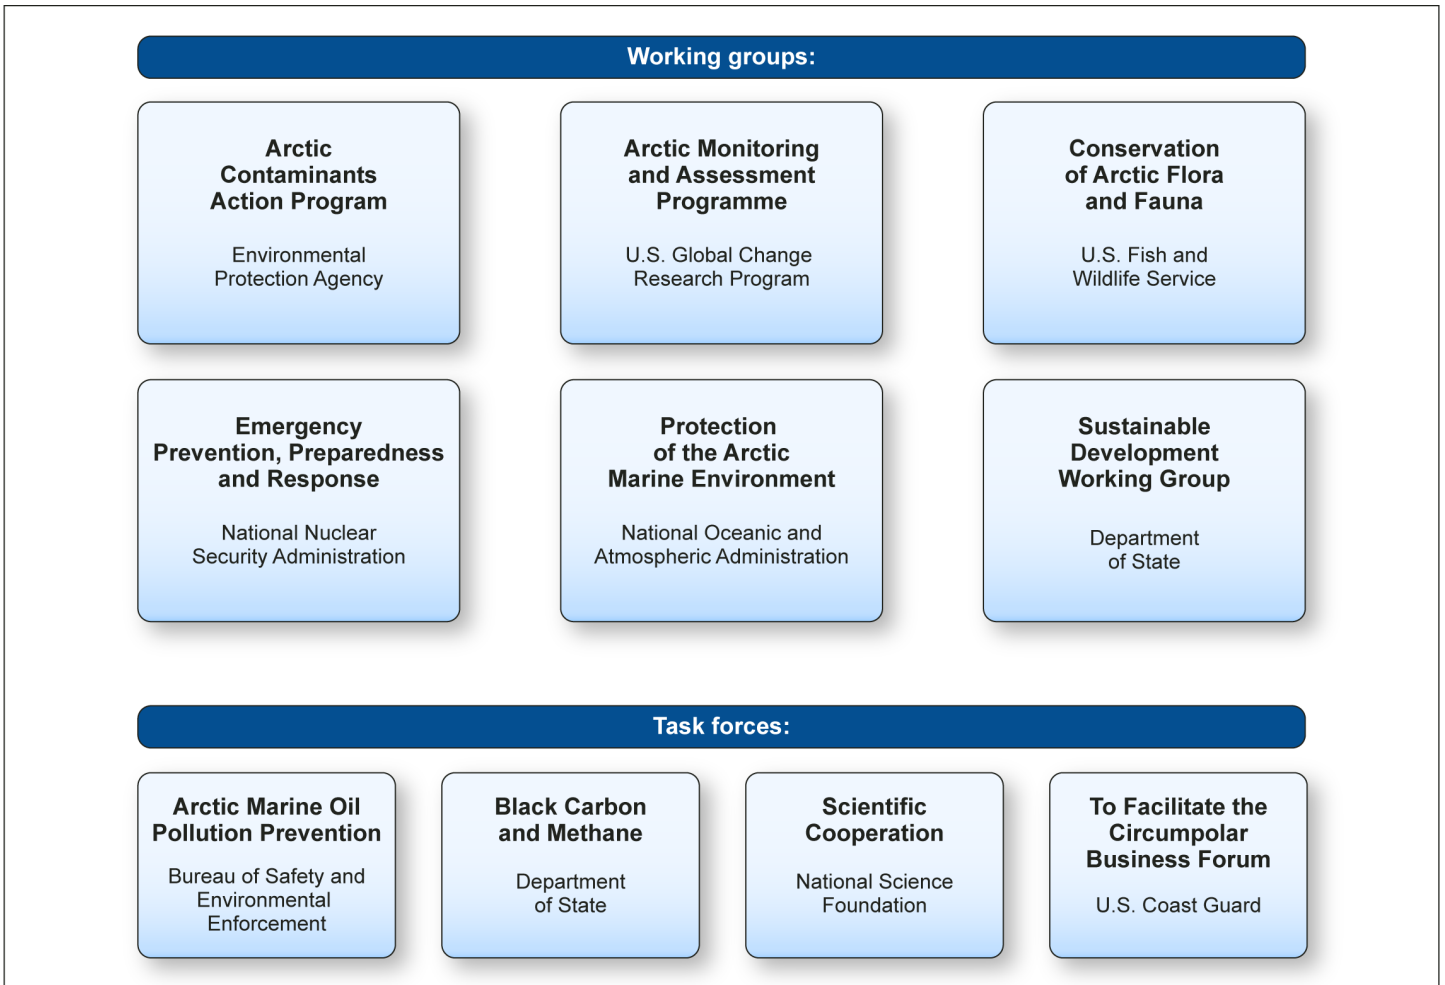 Working groups:
Arctic
Contaminants
Action Program
Environmental
Protection Agency
Arctic Monitoring
and Assessment
Programme
U.S. Global Change
Research Program
Conservation
of Arctic Flora
and Fauna
U.S. Fish and
Wildlife Service
Emergency
Prevention, Preparedness
and Response
National Nuclear
Security Administration
Protection
of the Arctic
Marine Environment
National Oceanic and
Atmospheric Administration
Sustainable
Development
Working Group
Department
of State
Task forces:
Arctic Marine Oil
Pollution Prevention
Bureau of Safety and
Environmental
Enforcement
Black Carbon
and Methane
Department
of State
Scientific
Cooperation
National Science
Foundation
To Facilitate the
Circumpolar
Business Forum
U.S. Coast Guard